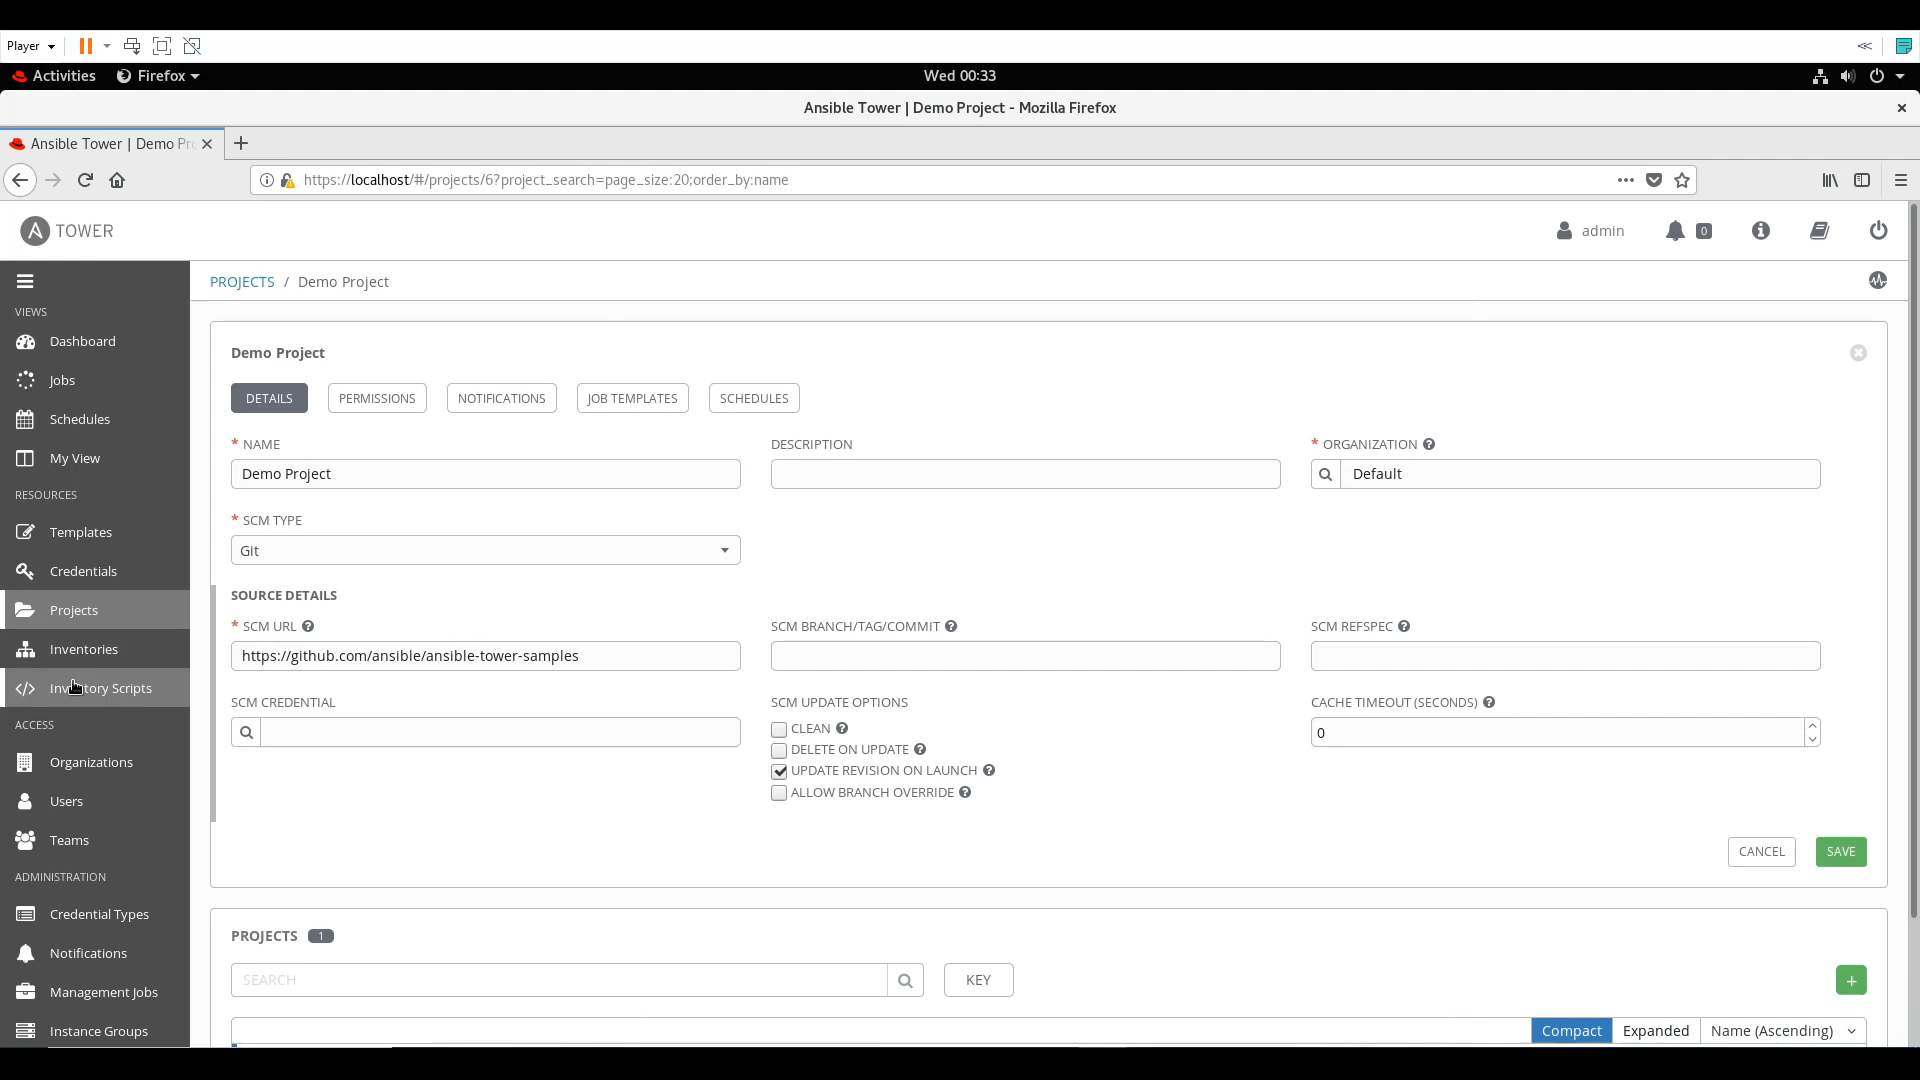 Player
Activities Firefox Wed 00:33
Ansible Tower | Demo Project - Mozilla Firefox
Ansible Tower | Demo Pr
https://localhost/#/projects/6?project_search=page_size:20;order_by:name
TOWER admin 0
PROJECTS / Demo Project
VIEWS
Dashboard
Jobs
Schedules
My View
RESOURCES
Templates
Credentials
Projects
Inventories
Inventory Scripts
ACCESS
Organizations
Users
Teams
ADMINISTRATION
Credential Types
Notifications
Management Jobs
Instance Groups
Demo Project
DETAILS PERMISSIONS NOTIFICATIONS JOB TEMPLATES SCHEDULES
* NAME DESCRIPTION * ORGANIZATION
Demo Project Default
* SCM TYPE
Git
SOURCE DETAILS
* SCM URL SCM BRANCH/TAG/COMMIT SCM REFSPEC
https://github.com/ansible/ansible-tower-samples
SCM CREDENTIAL SCM UPDATE OPTIONS CACHE TIMEOUT (SECONDS)
CLEAN
0
DELETE ON UPDATE
UPDATE REVISION ON LAUNCH
ALLOW BRANCH OVERRIDE
CANCEL SAVE
PROJECTS 1
SEARCH KEY +
Compact Expanded Name (Ascending)